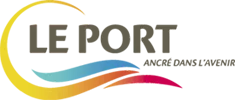 LE PORT
ANCRÉ DANS L'AVENIR